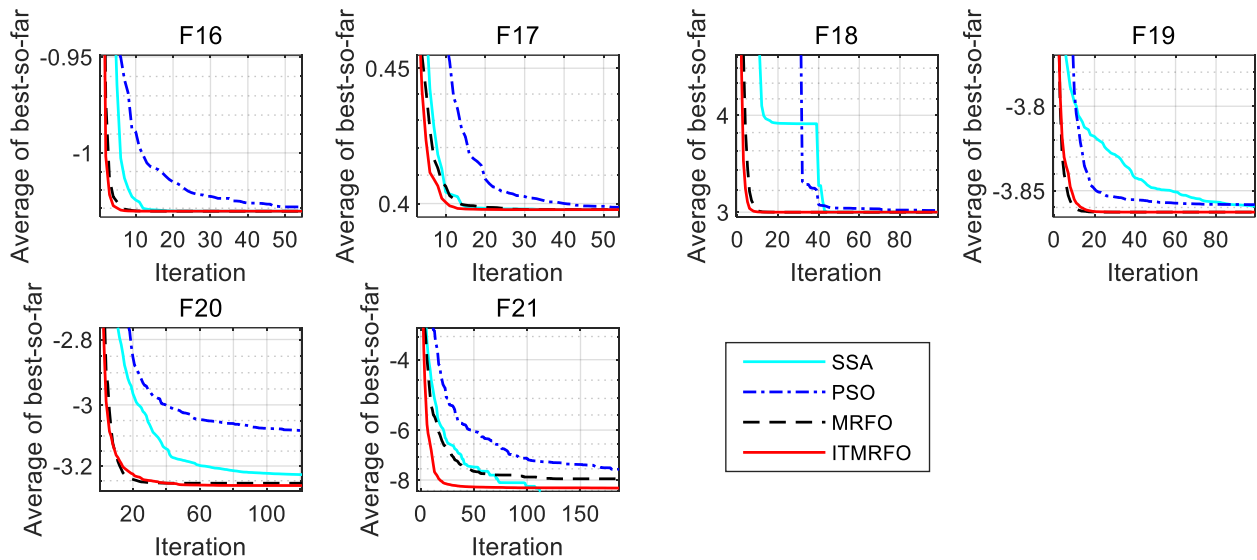 F16
Average of best-so-far
-0.95
-1
10 20 30 40 50
Iteration
F17
Average of best-so-far
0.45
0.4
10 20 30 40 50
Iteration
F18
Average of best-so-far
4
3
0 20 40 60 80
Iteration
F19
Average of best-so-far
-3.8
-3.85
0 20 40 60 80
Iteration
F20
Average of best-so-far
-2.8
-3
-3.2
20 60 100
Iteration
F21
Average of best-so-far
-4
-6
-8
0 50 100 150
Iteration
SSA
PSO
MRFO
ITMRFO